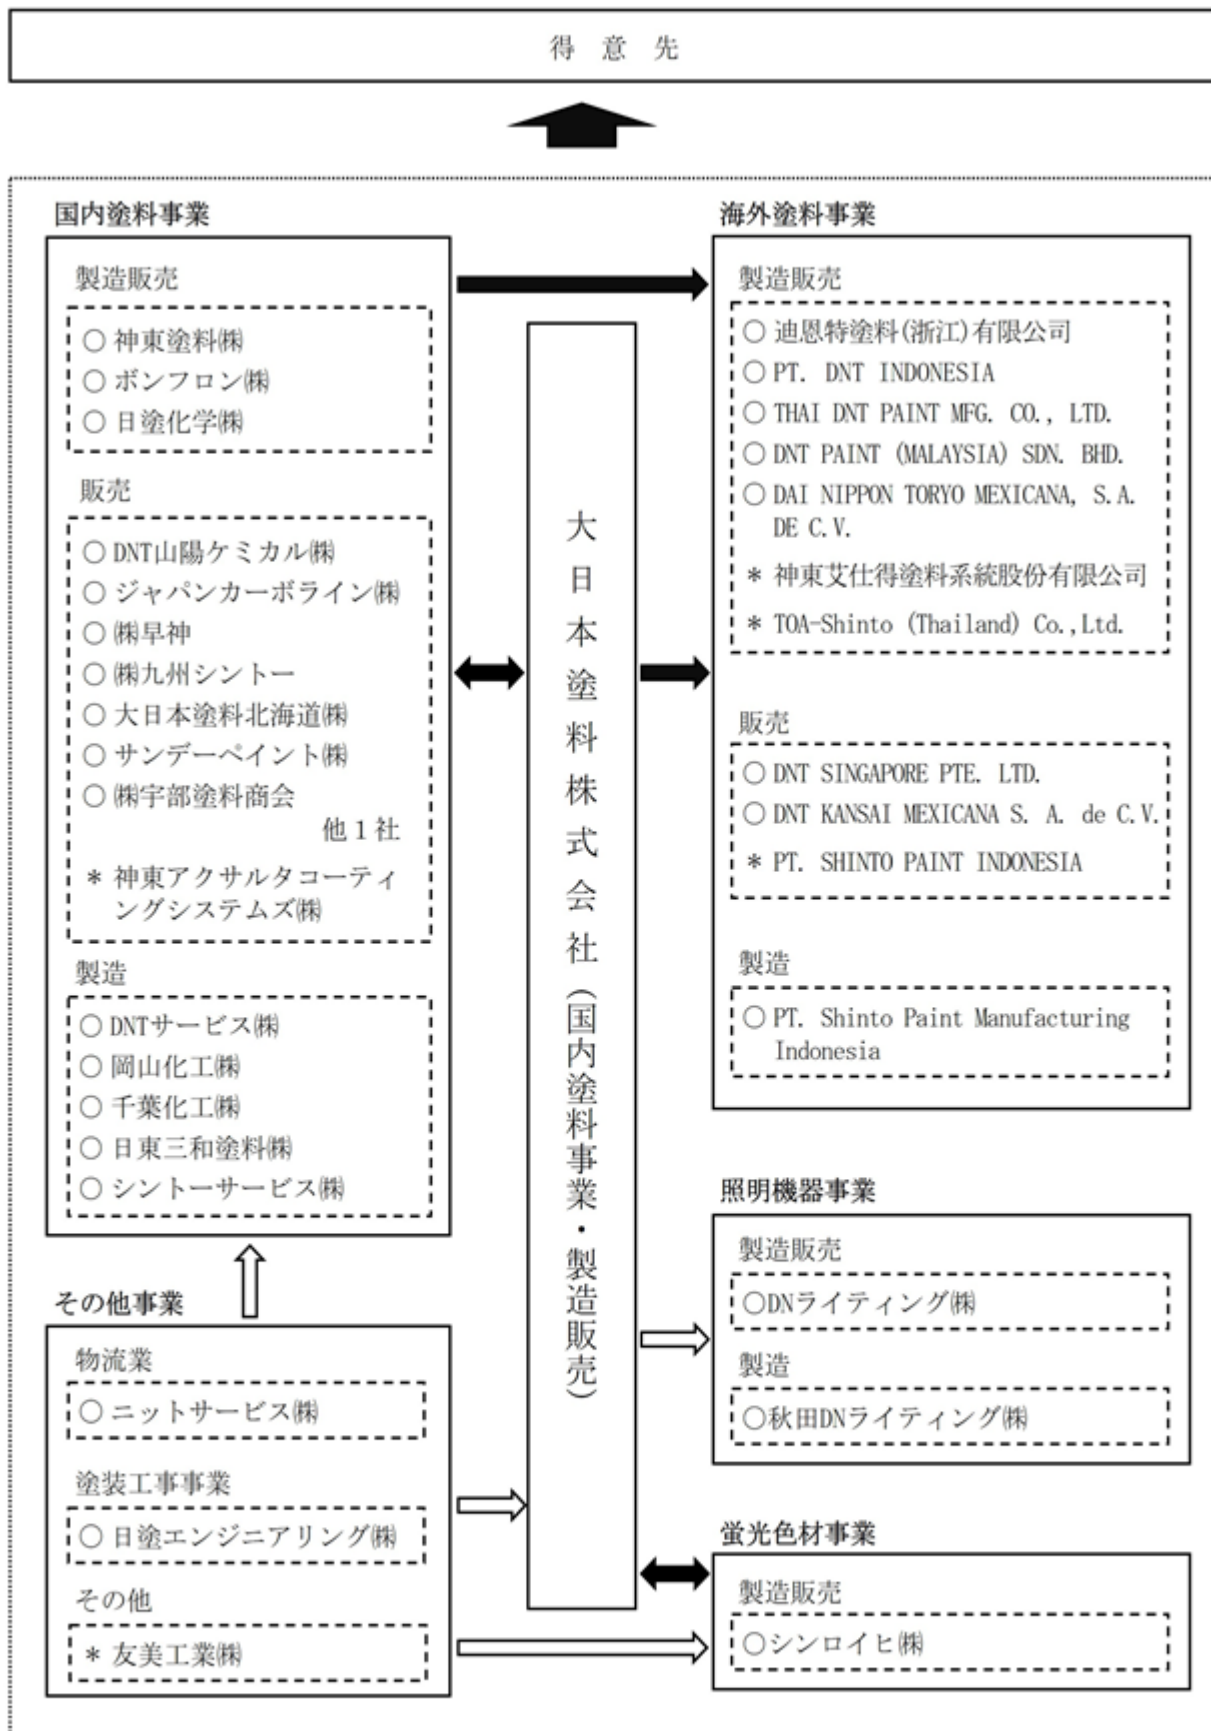 得意先
国内塗料事業
製造販売
○ 神東塗料㈱
○ ボンフロン㈱
○ 日塗化学㈱
販売
○ DNT山陽ケミカル㈱
○ ジャパンカーボライン㈱
○ ㈱早神
○ ㈱九州シントー
○ 大日本塗料北海道㈱
○ サンデーペイント㈱
○ ㈱宇部塗料商会
他1社
* 神東アクサルタコーティ
ングシステムズ㈱
製造
○ DNTサービス㈱
○ 岡山化工㈱
○ 千葉化工㈱
○ 日東三和塗料㈱
○ シントーサービス㈱
その他事業
物流業
○ ニットサービス㈱
塗装工事事業
○ 日塗エンジニアリング㈱
その他
* 友美工業㈱
大日本塗料株式会社(国内塗料事業・製造販売)
海外塗料事業
製造販売
○ 迪恩特塗料(浙江)有限公司
○ PT. DNT INDONESIA
○ THAI DNT PAINT MFG. CO., LTD.
○ DNT PAINT (MALAYSIA) SDN. BHD.
○ DAI NIPPON TORYO MEXICANA, S.A.
DE C.V.
* 神東艾仕得塗料系統股份有限公司
* TOA-Shinto (Thailand) Co.,Ltd.
販売
○ DNT SINGAPORE PTE. LTD.
○ DNT KANSAI MEXICANA S. A. de C.V.
* PT. SHINTO PAINT INDONESIA
製造
○ PT. Shinto Paint Manufacturing
Indonesia
照明機器事業
製造販売
○DNライティング㈱
製造
○秋田DNライティング㈱
蛍光色材事業
製造販売
○シンロイヒ㈱